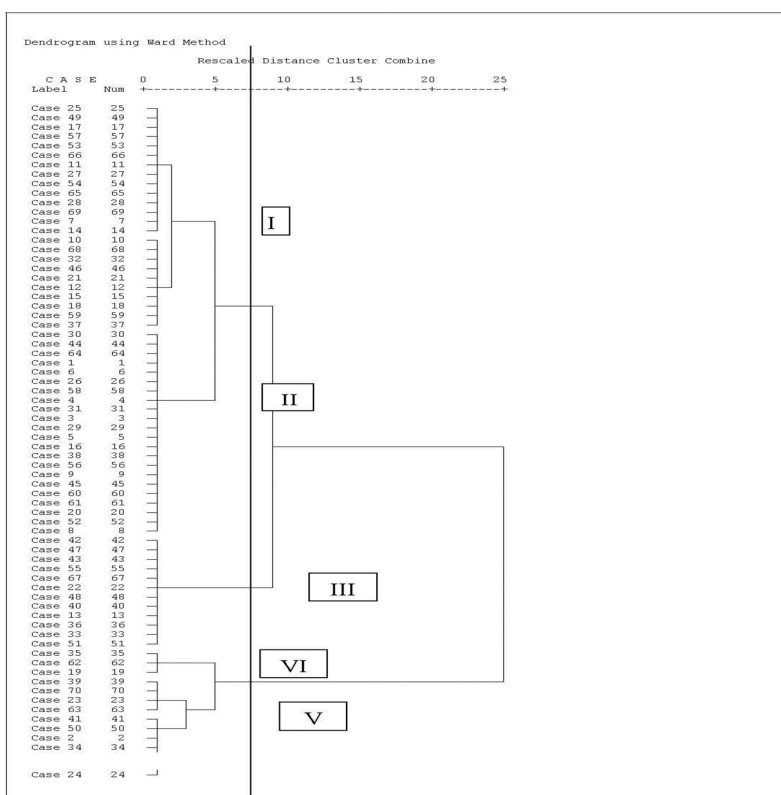 Dendrogram using Ward Method
Rescaled Distance Cluster Combine
C A S E 0 5 10 15 20 25
Label Num +---------+---------+---------+---------+---------+
Case 25 25
Case 49 49
Case 17 17
Case 57 57
Case 53 53
Case 66 66
Case 11 11
Case 27 27
Case 54 54
Case 65 65
Case 28 28
Case 69 69
Case 7 7
I
Case 14 14
Case 10 10
Case 68 68
Case 32 32
Case 46 46
Case 21 21
Case 12 12
Case 15 15
Case 18 18
Case 59 59
Case 37 37
Case 30 30
Case 44 44
Case 64 64
Case 1 1
Case 6 6
Case 26 26
Case 58 58
Case 4 4
II
Case 31 31
Case 3 3
Case 29 29
Case 5 5
Case 16 16
Case 38 38
Case 56 56
Case 9 9
Case 45 45
Case 60 60
Case 61 61
Case 20 20
Case 52 52
Case 8 8
Case 42 42
Case 47 47
Case 43 43
Case 55 55
Case 67 67
Case 22 22
III
Case 48 48
Case 40 40
Case 13 13
Case 36 36
Case 33 33
Case 51 51
Case 35 35
Case 62 62
VI
Case 19 19
Case 39 39
Case 70 70
Case 23 23
Case 63 63
Case 41 41
V
Case 50 50
Case 2 2
Case 34 34
Case 24 24